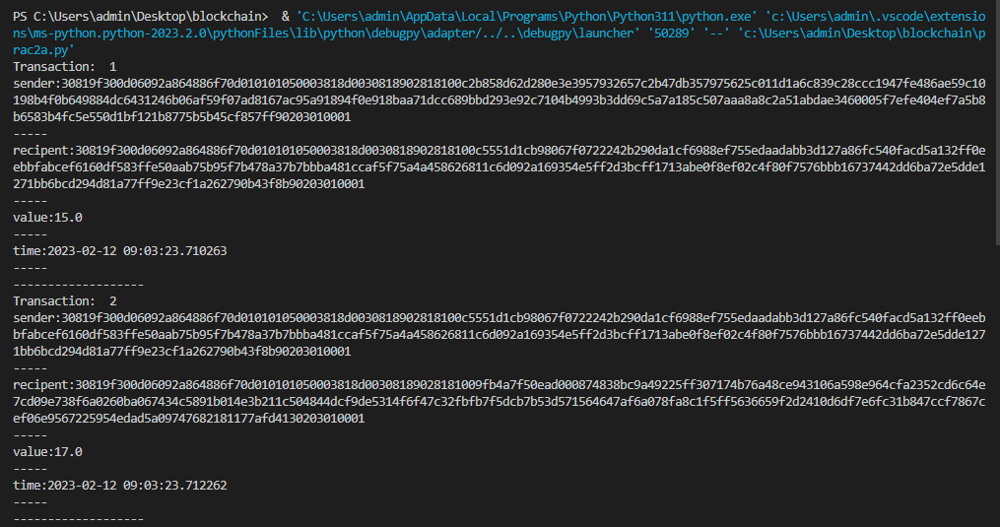 PS C:\Users\admin\Desktop\blockchain>  & 'C:\Users\admin\AppData\Local\Programs\Python\Python311\python.exe' 'c:\Users\admin\.vscode\extensio
ns\ms-python.python-2023.2.0\pythonFiles\lib\python\debugpy\adapter/../..\debugpy\launcher' '50289' '--' 'c:\Users\admin\Desktop\blockchain\p
rac2a.py'
Transaction:  1
sender:30819f300d06092a864886f70d010101050003818d0030818902818100c2b858d62d280e3e3957932657c2b47db357975625c011d1a6c839c28ccc1947fe486ae59c10
198b4f0b649884dc6431246b06af59f07ad8167ac95a91894f0e918baa71dcc689bbd293e92c7104b4993b3dd69c5a7a185c507aaa8a8c2a51abdae3460005f7efe404ef7a5b8
b6583b4fc5e550d1bf121b8775b5b45cf857ff90203010001
-----
recipent:30819f300d06092a864886f70d010101050003818d0030818902818100c5551d1cb98067f0722242b290da1cf6988ef755edaadabb3d127a86fc540facd5a132ff0e
ebbfabcef6160df583ffe50aab75b95f7b478a37b7bbba481ccaf5f75a4a458626811c6d092a169354e5ff2d3bcff1713abe0f8ef02c4f80f7576bbb16737442dd6ba72e5dde1
271bb6bcd294d81a77ff9e23cf1a262790b43f8b90203010001
-----
value:15.0
-----
time:2023-02-12 09:03:23.710263
-----
-------------------
Transaction:  2
sender:30819f300d06092a864886f70d010101050003818d0030818902818100c5551d1cb98067f0722242b290da1cf6988ef755edaadabb3d127a86fc540facd5a132ff0eeb
bfabcef6160df583ffe50aab75b95f7b478a37b7bbba481ccaf5f75a4a458626811c6d092a169354e5ff2d3bcff1713abe0f8ef02c4f80f7576bbb16737442dd6ba72e5dde127
1bb6bcd294d81a77ff9e23cf1a262790b43f8b90203010001
-----
recipent:30819f300d06092a864886f70d010101050003818d00308189028181009fb4a7f50ead000874838bc9a49225ff307174b76a48ce943106a598e964cfa2352cd6c64e
7cd09e738f6a0260ba067434c5891b014e3b211c504844dcf9de5314f6f47c32fbfb7f5dcb7b53d571564647af6a078fa8c1f5ff5636659f2d2410d6df7e6fc31b847ccf7867c
ef06e9567225954edad5a09747682181177afd4130203010001
-----
value:17.0
-----
time:2023-02-12 09:03:23.712262
-----
-------------------